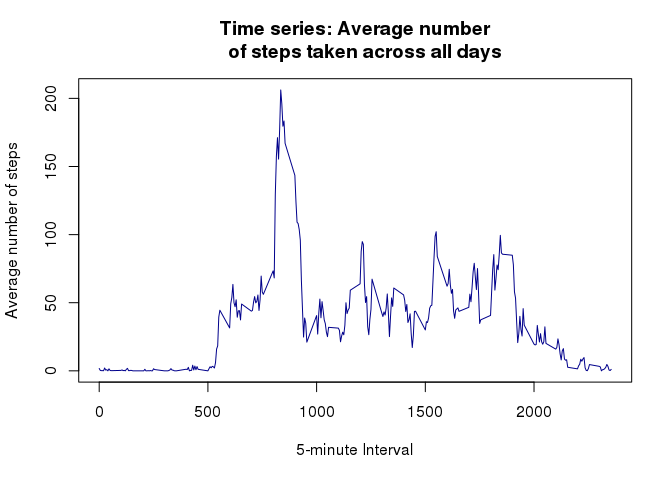 Time series: Average number
of steps taken across all days
Average number of steps
200
150
100
50
0
0 500 1000 1500 2000
5-minute Interval